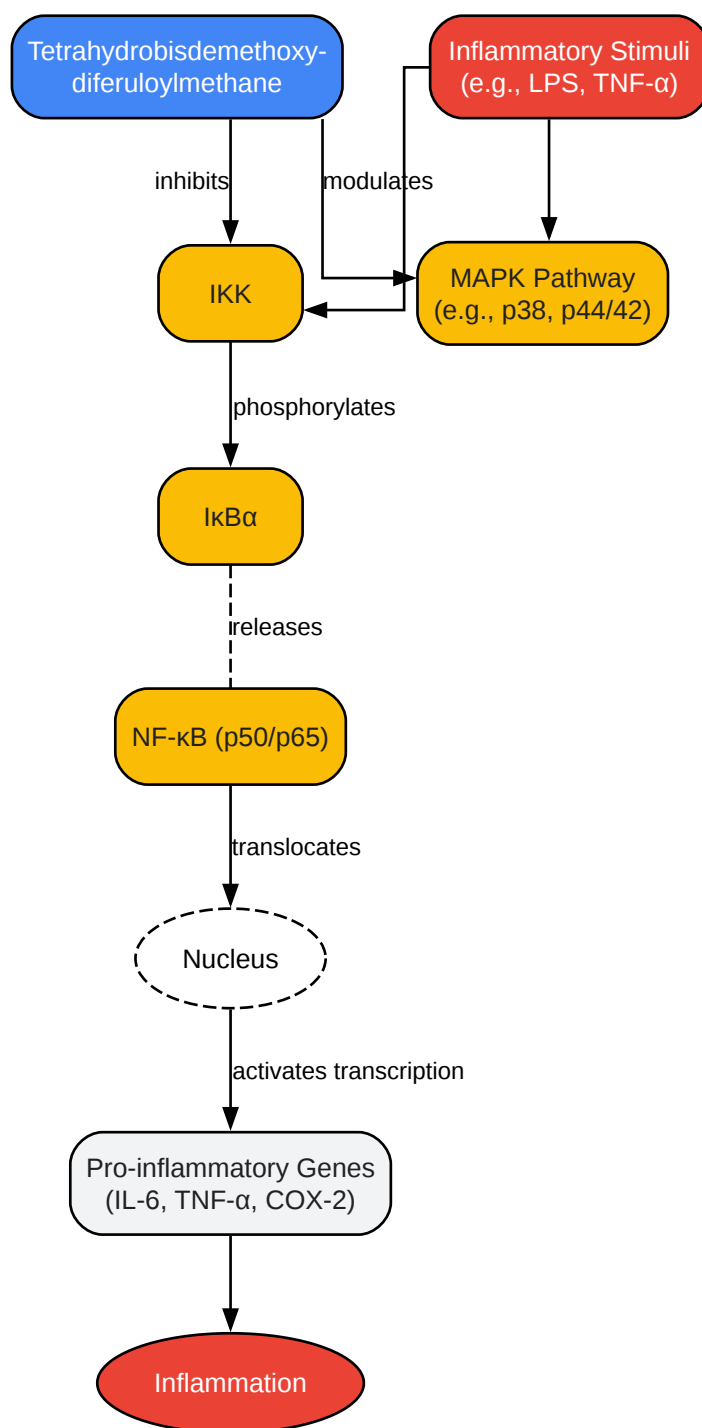 Tetrahydrobisdemethoxy-
diferuloylmethane
Inflammatory Stimuli
(e.g., LPS, TNF-α)
inhibits
modulates
IKK
MAPK Pathway
(e.g., p38, p44/42)
phosphorylates
IκBα
releases
NF-κB (p50/p65)
translocates
Nucleus
activates transcription
Pro-inflammatory Genes
(IL-6, TNF-α, COX-2)
Inflammation